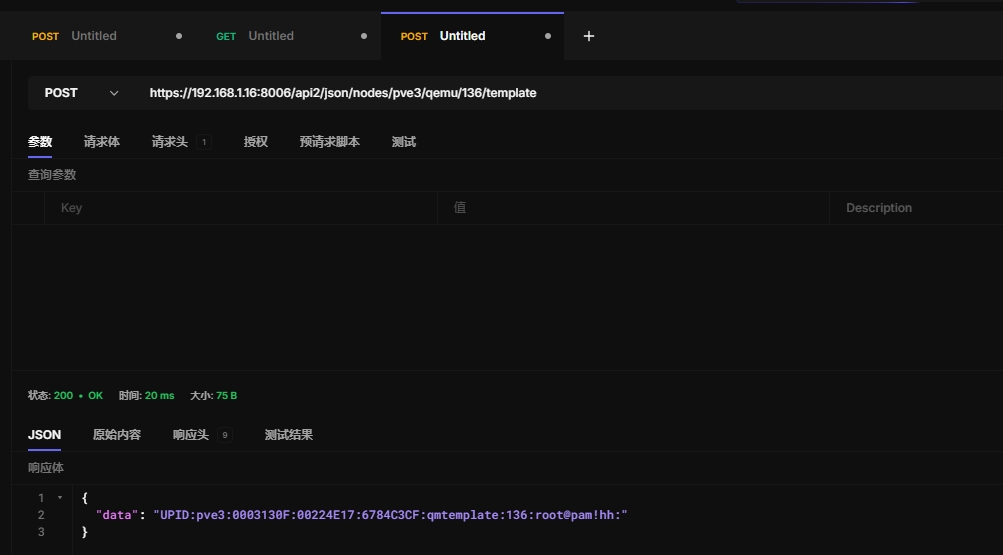 POST Untitled GET Untitled POST Untitled
POST https://192.168.1.16:8006/api2/json/nodes/pve3/qemu/136/template
参数 请求体 请求头 1 授权 预请求脚本 测试
查询参数
Key 值 Description
状态: 200 • OK 时间: 20 ms 大小: 75 B
JSON 原始内容 响应头 9 测试结果
响应体
1 {
2 "data": "UPID:pve3:0003130F:00224E17:6784C3CF:qmtemplate:136:root@pam!hh:"
3 }